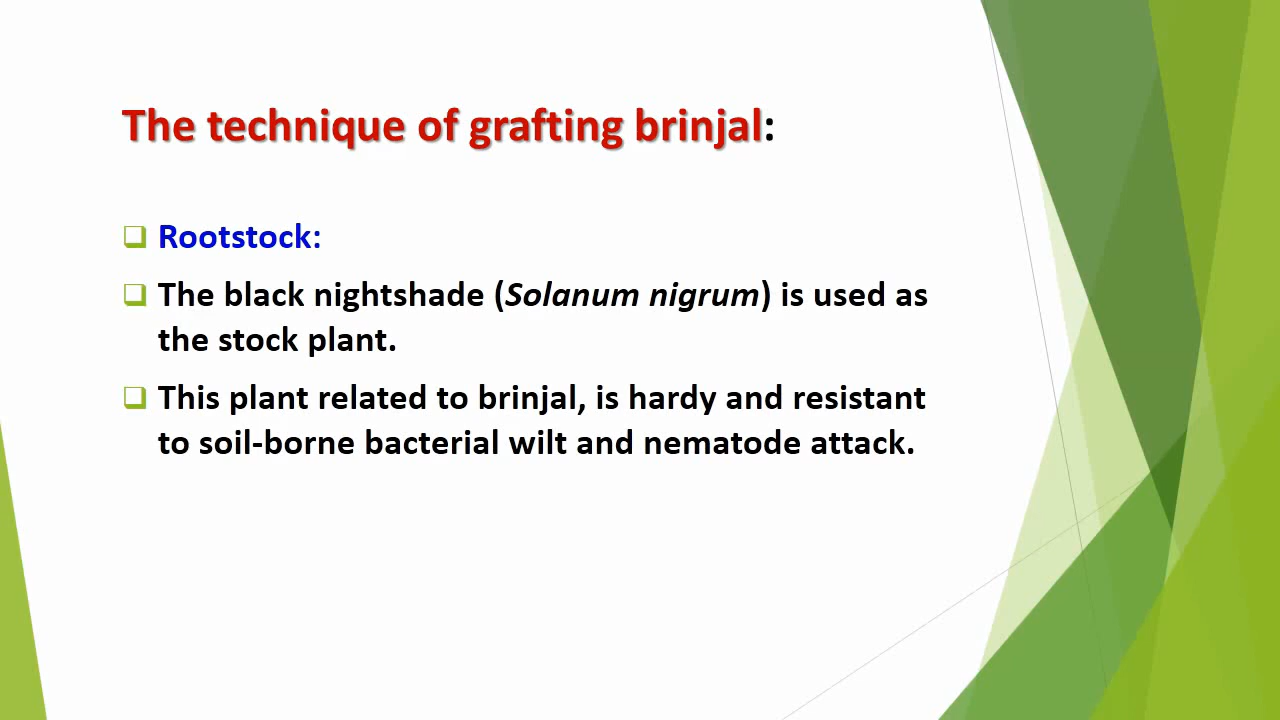 The technique of grafting brinjal:
Rootstock:
The black nightshade (Solanum nigrum) is used as
the stock plant.
This plant related to brinjal, is hardy and resistant
to soil-borne bacterial wilt and nematode attack.